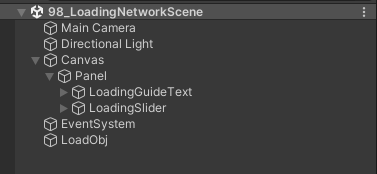 98_LoadingNetworkScene
Main Camera
Directional Light
Canvas
Panel
LoadingGuideText
LoadingSlider
EventSystem
LoadObj